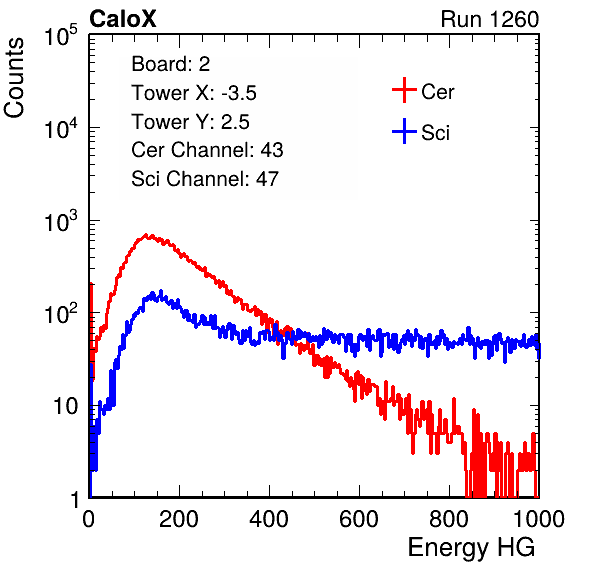 CaloX Run 1260
Counts
Board: 2
Tower X: -3.5
Tower Y: 2.5
Cer Channel: 43
Sci Channel: 47
Cer
Sci
10^5
10^4
10^3
10^2
10
1
0 200 400 600 800 1000
Energy HG